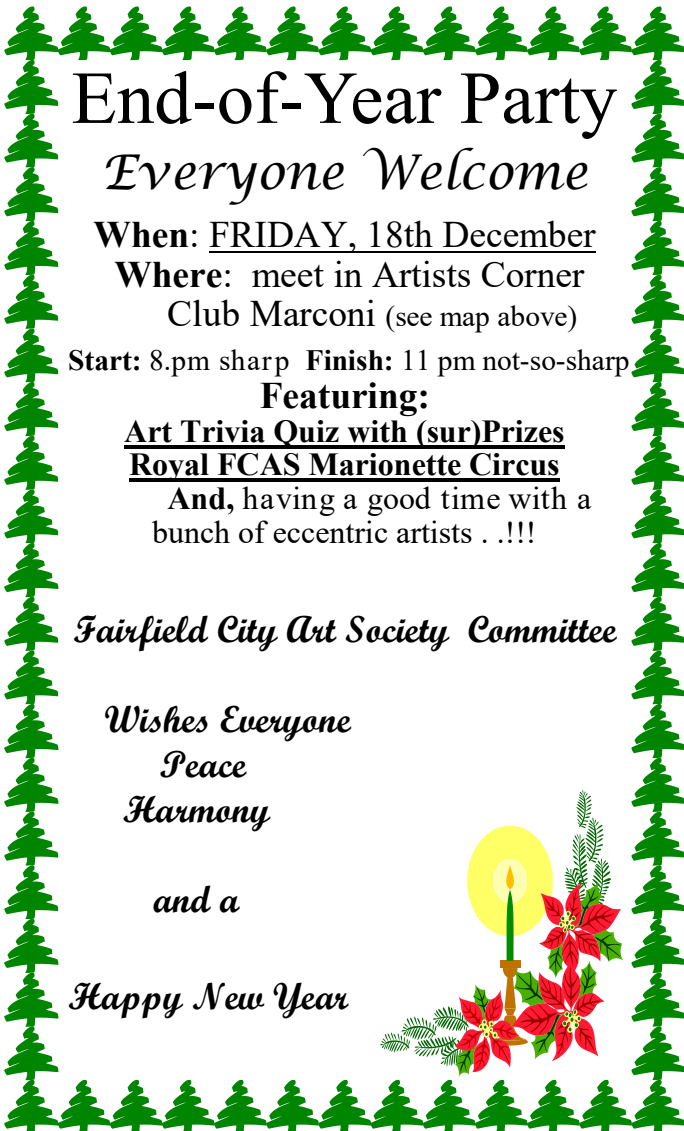 End-of-Year Party
Everyone Welcome
When: FRIDAY, 18th December
Where: meet in Artists Corner
Club Marconi (see map above)
Start: 8.pm sharp Finish: 11 pm not-so-sharp
Featuring:
Art Trivia Quiz with (sur)Prizes
Royal FCAS Marionette Circus
And, having a good time with a
bunch of eccentric artists . .!!!
Fairfield City Art Society Committee
Wishes Everyone
Peace
Harmony
and a
Happy New Year